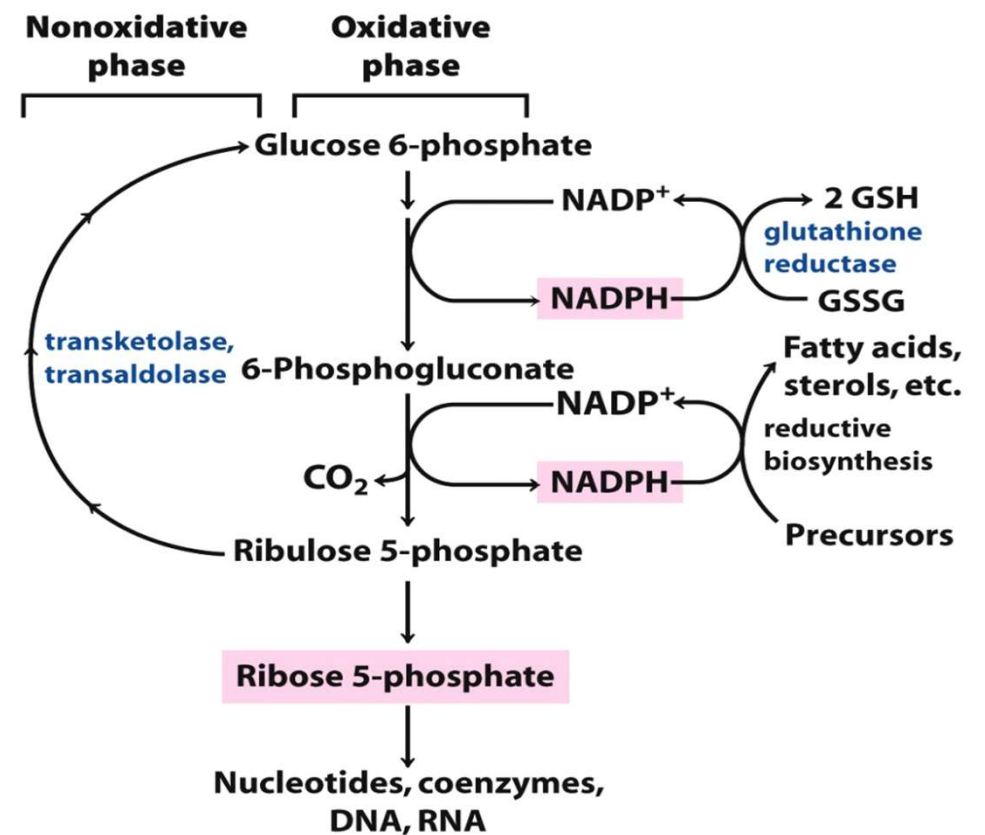 Nonoxidative
phase
Oxidative
phase
Glucose 6-phosphate
NADP⁺
2 GSH
glutathione
reductase
NADPH
GSSG
transketolase,
transaldolase
6-Phosphogluconate
Fatty acids,
sterols, etc.
NADP⁺
reductive
biosynthesis
CO₂
NADPH
Precursors
Ribulose 5-phosphate
Ribose 5-phosphate
Nucleotides, coenzymes,
DNA, RNA